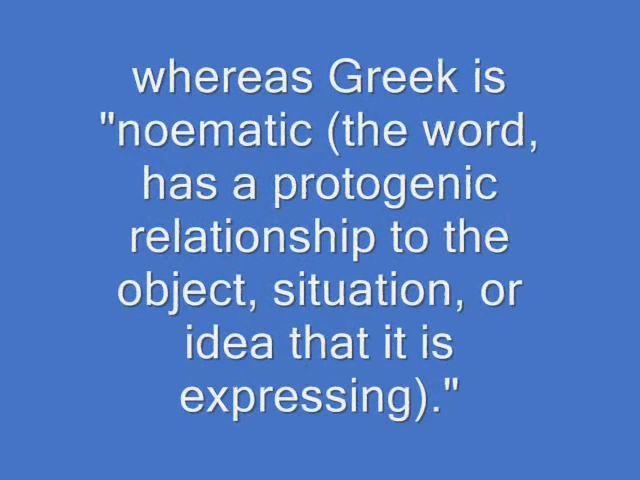 whereas Greek is
"noematic (the word,
has a protogenic
relationship to the
object, situation, or
idea that it is
expressing)."